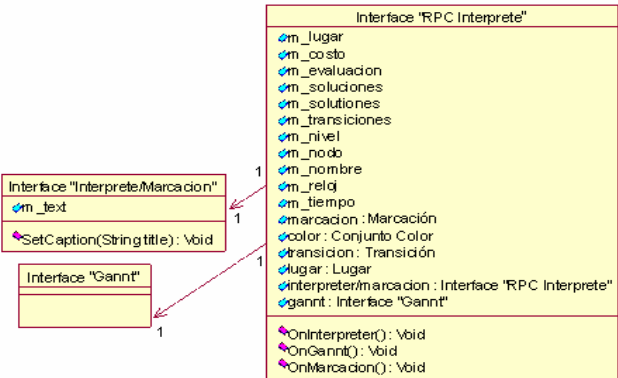 Interface "RPC Interprete"
m_lugar
m_costo
m_evaluacion
m_soluciones
m_solutiones
m_transiciones
m_nivel
m_nodo
m_nombre
m_reloj
m_tiempo
marcacion : Marcación
color : Conjunto Color
transicion : Transición
lugar : Lugar
interpreter/marcacion : Interface "RPC Interprete"
gannt : Interface "Gannt"
OnInterpreter() : Void
OnGannt() : Void
OnMarcacion() : Void
1
1
Interface "Interprete/Marcacion"
m_text
SetCaption(String title) : Void
1
1
Interface "Gannt"